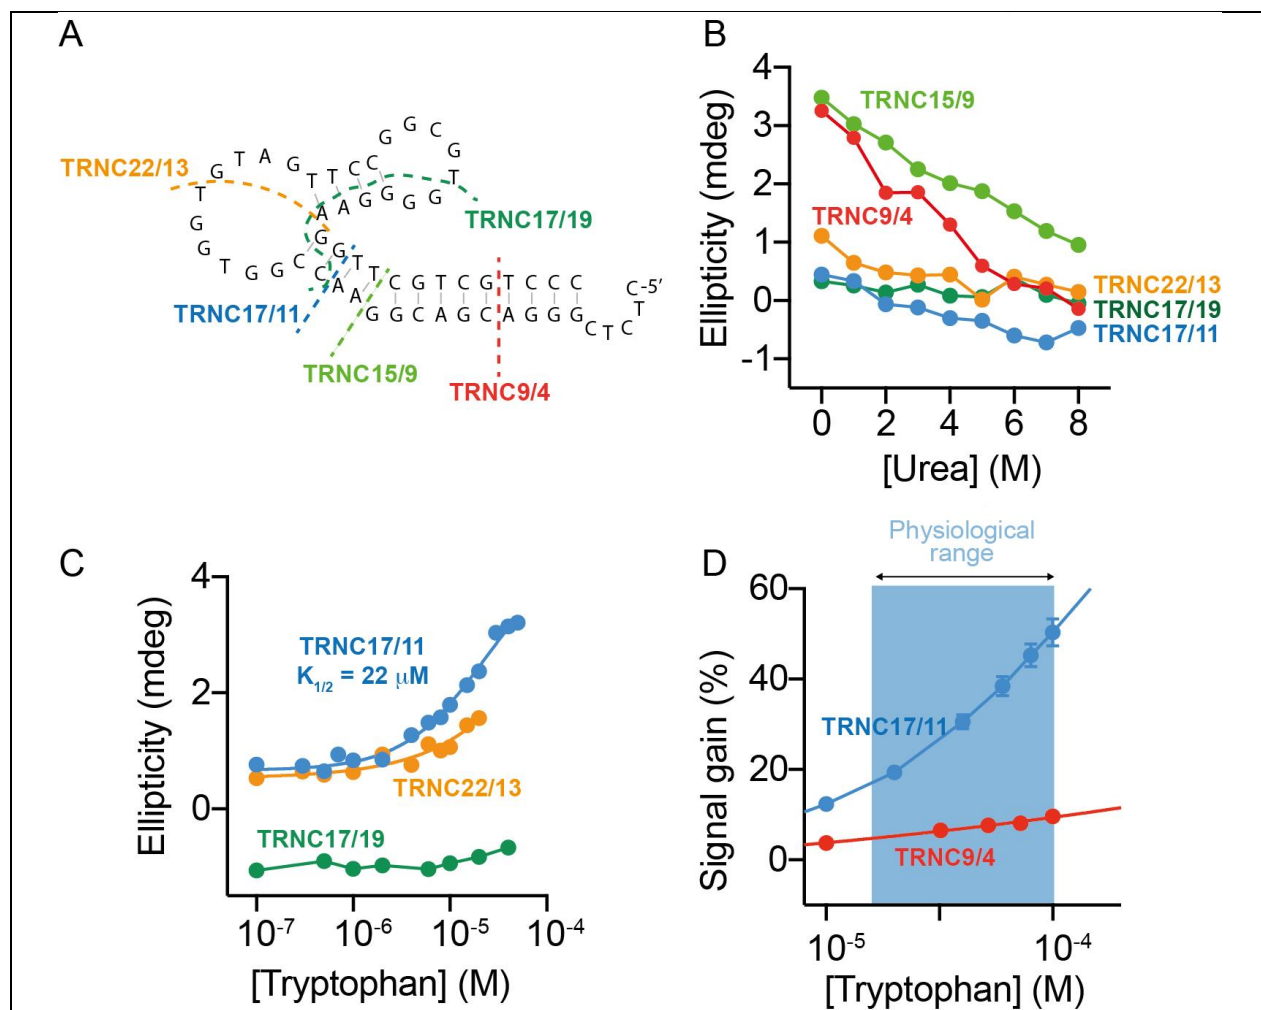 A
TRNC22/13
G T A G T T C C G G C G T
T G G T G G C C
A A G G G G G
G G T T C G T C G T C C C
C-5′
T
A A G G C A G C A G G G C T C
TRNC17/19
TRNC17/11
TRNC15/9
TRNC9/4
B
4
3
2
1
0
-1
Ellipticity (mdeg)
TRNC15/9
TRNC9/4
TRNC22/13
TRNC17/19
TRNC17/11
0 2 4 6 8
[Urea] (M)
C
4
2
0
Ellipticity (mdeg)
TRNC17/11
K1/2 = 22 μM
TRNC22/13
TRNC17/19
10-7 10-6 10-5 10-4
[Tryptophan] (M)
D
Physiological
range
60
40
20
0
Signal gain (%)
TRNC17/11
TRNC9/4
10-5 10-4
[Tryptophan] (M)